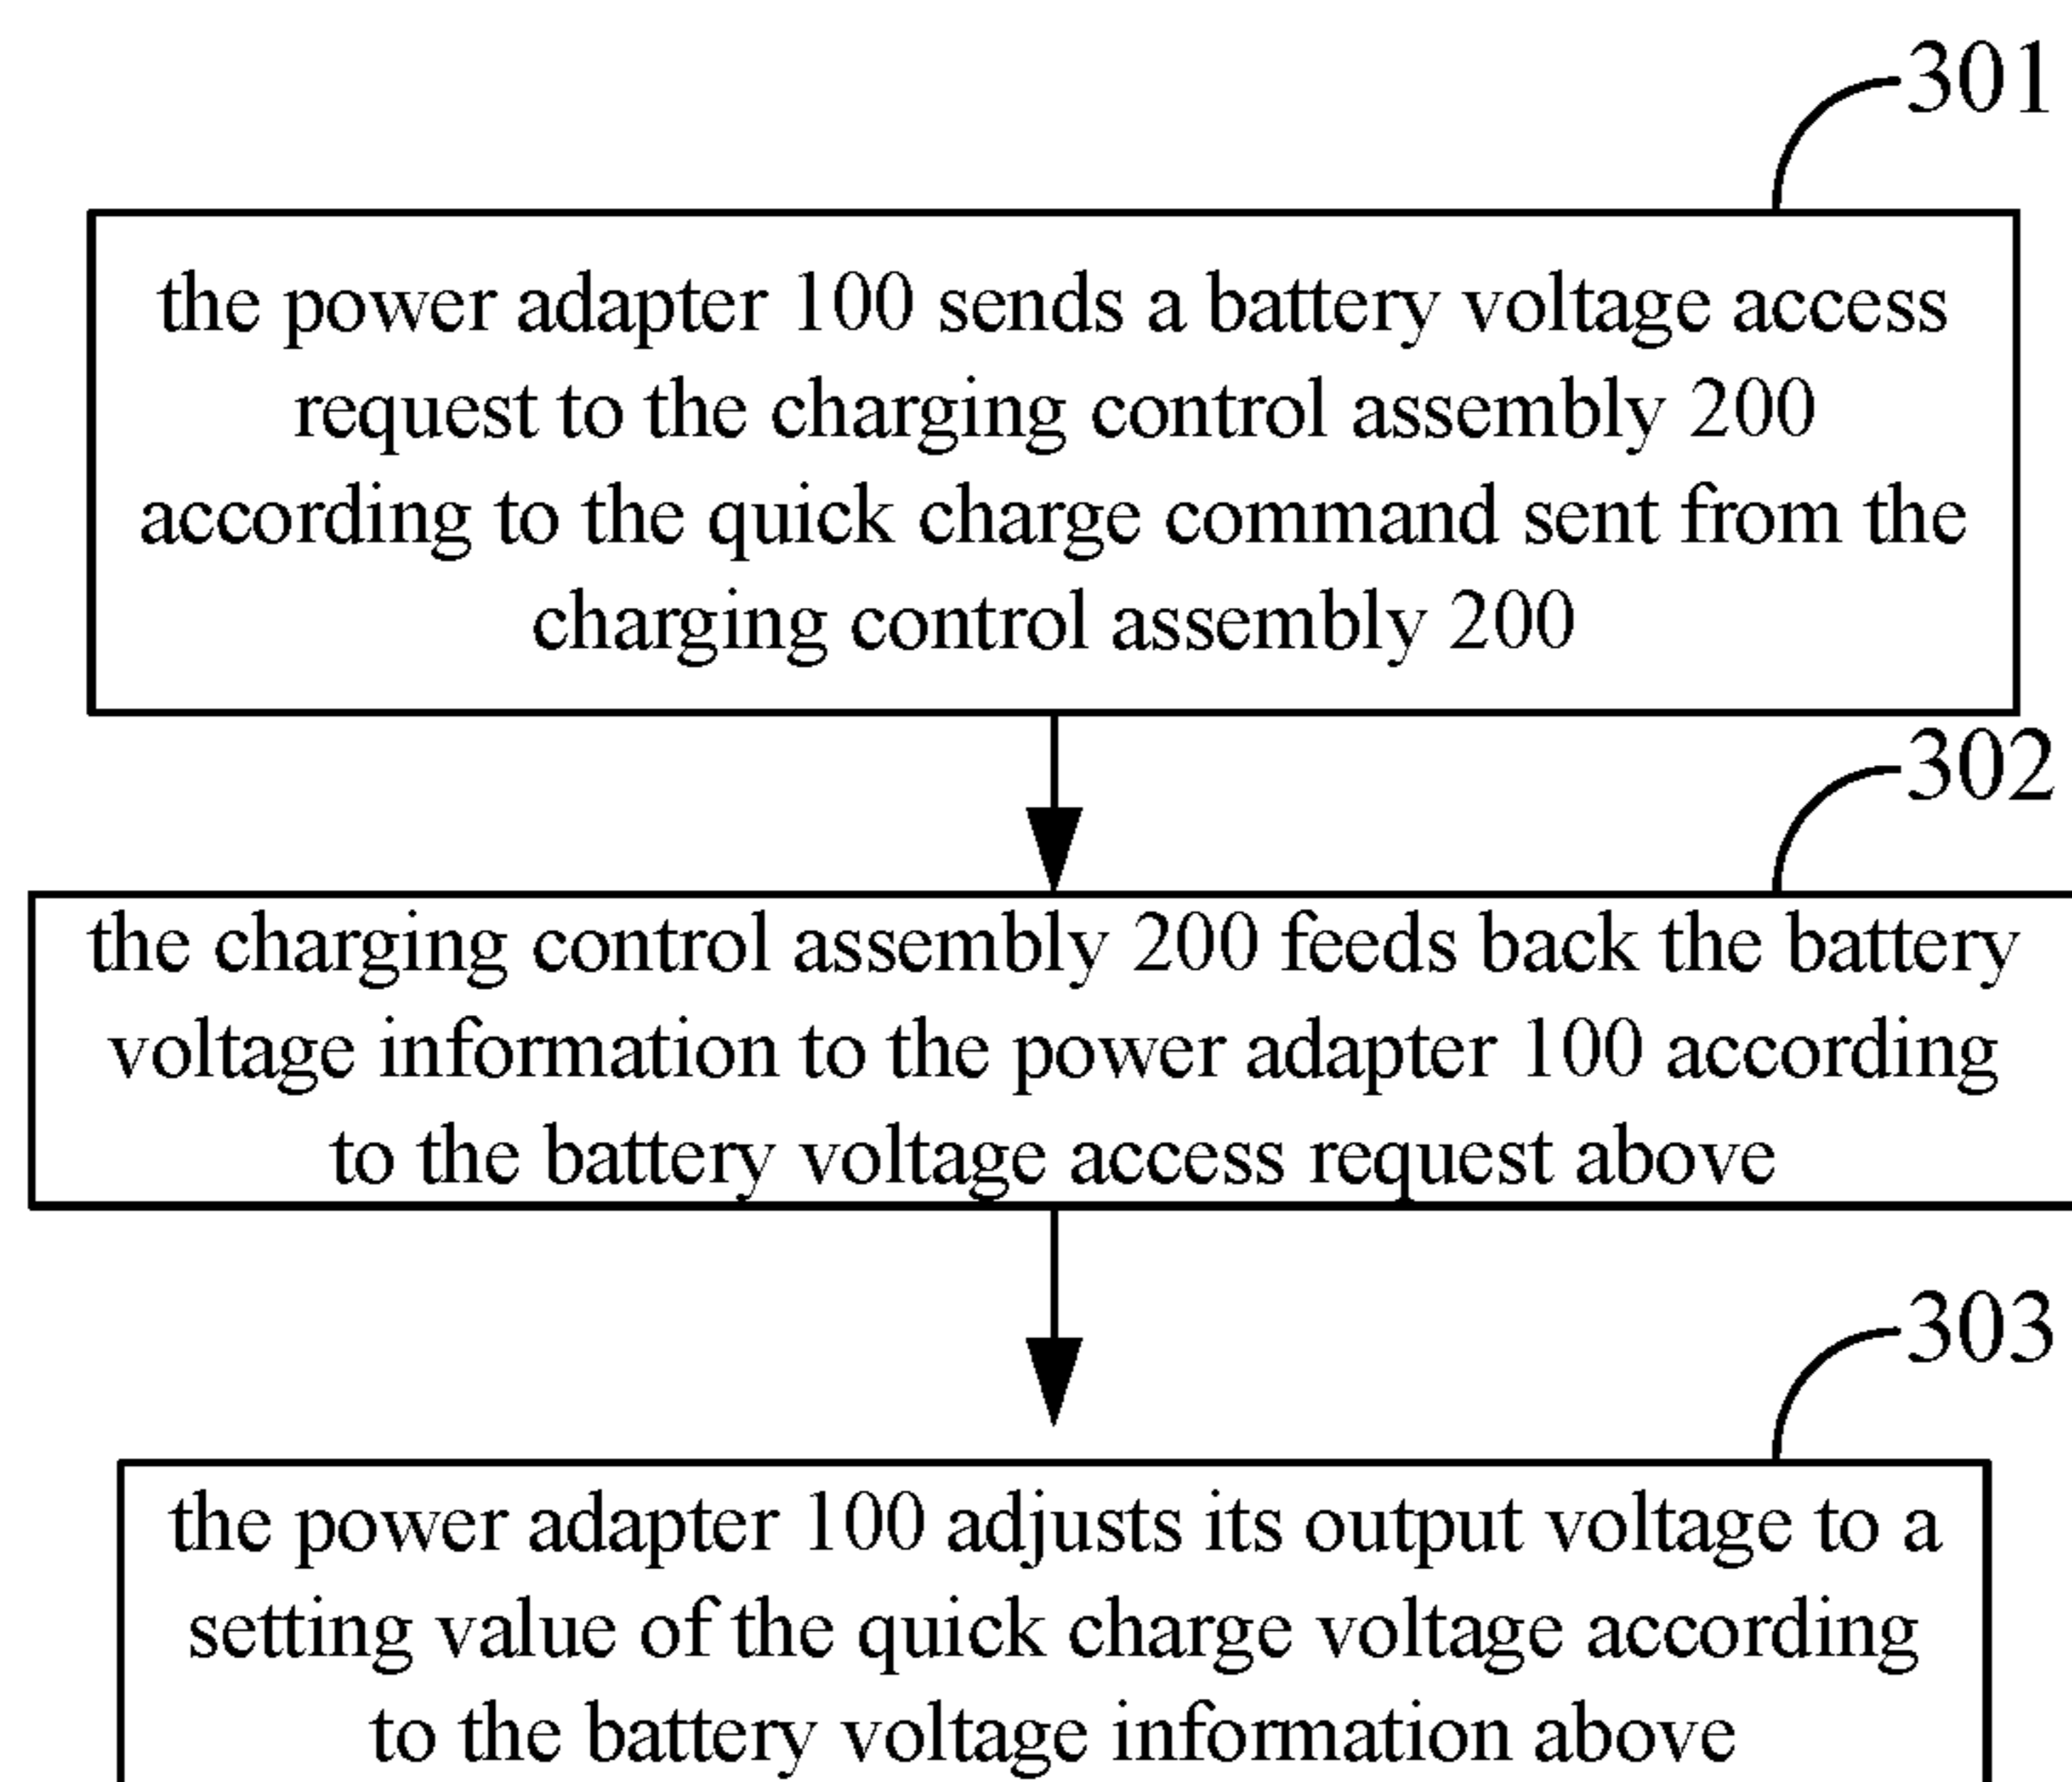 301
the power adapter 100 sends a battery voltage access
request to the charging control assembly 200
according to the quick charge command sent from the
charging control assembly 200
302
the charging control assembly 200 feeds back the battery
voltage information to the power adapter 100 according
to the battery voltage access request above
303
the power adapter 100 adjusts its output voltage to a
setting value of the quick charge voltage according
to the battery voltage information above